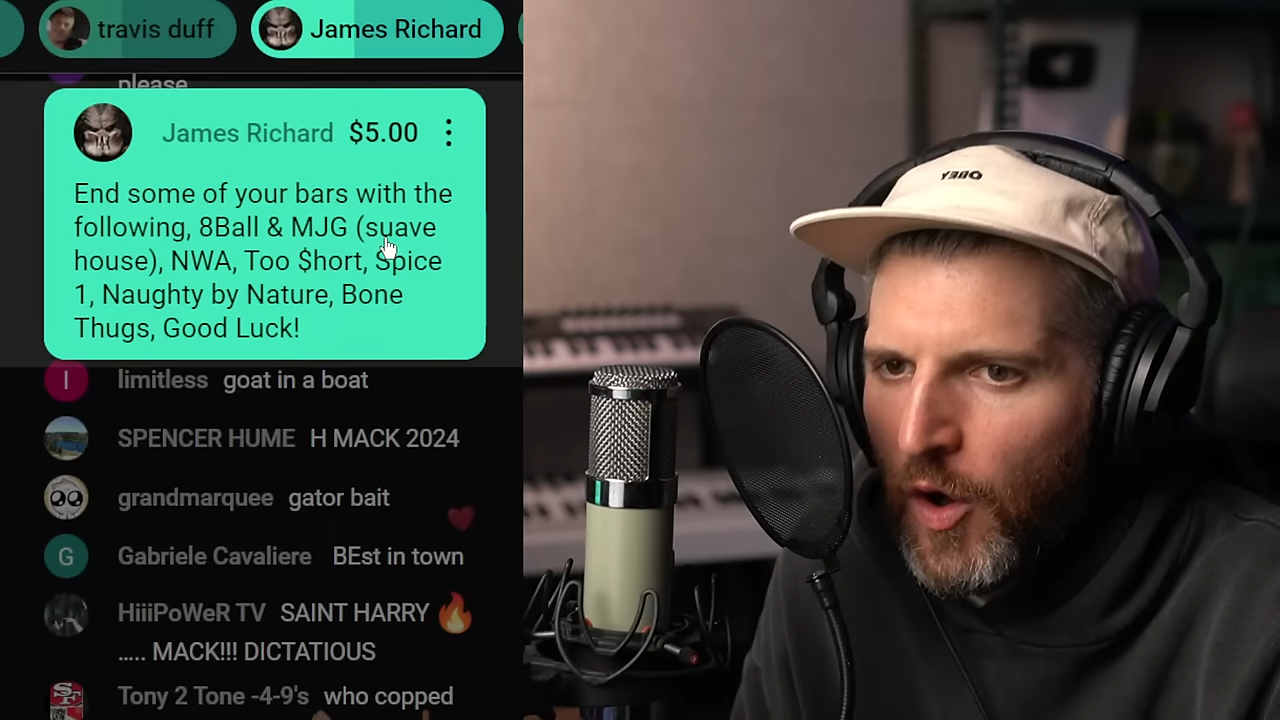 travis duff
James Richard
please
James Richard $5.00
End some of your bars with the
following, 8Ball & MJG (suave
house), NWA, Too $hort, Spice
1, Naughty by Nature, Bone
Thugs, Good Luck!
I limitless goat in a boat
SPENCER HUME H MACK 2024
grandmarquee gator bait
G Gabriele Cavaliere BEst in town
HiiiPoWeR TV SAINT HARRY 🔥
..... MACK!!! DICTATIOUS
SF Tony 2 Tone -4-9's who copped
OBEY